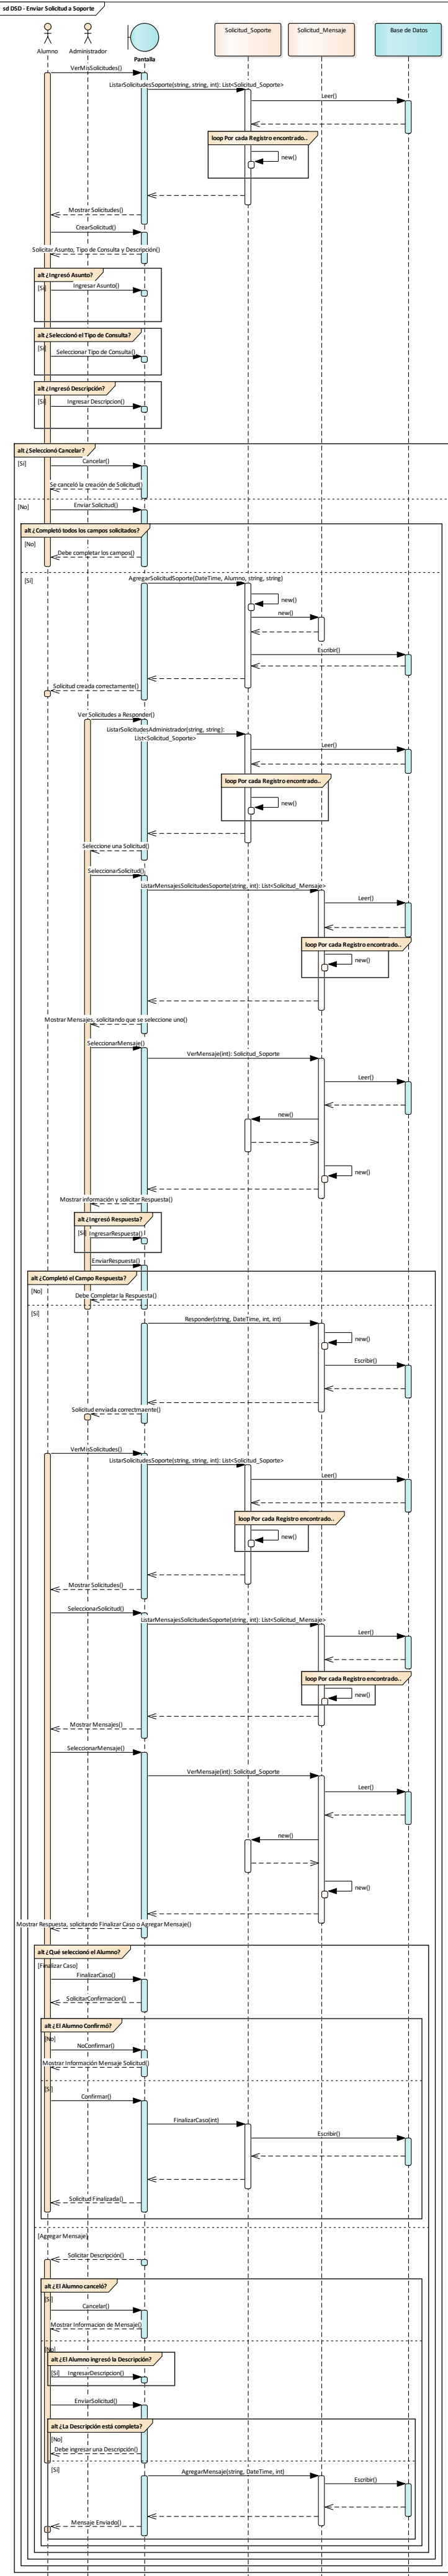 sd DSD - Enviar Solicitud a Soporte
Alumno
Administrador
Pantalla
Solicitud_Soporte
Solicitud_Mensaje
Base de Datos
VerMisSolicitudes()
ListarSolicitudesSoporte(string, string, int): List<Solicitud_Soporte>
Leer()
loop Por cada Registro encontrado..
new()
Mostrar Solicitudes()
CrearSolicitud()
Solicitar Asunto, Tipo de Consulta y Descripción()
alt ¿Ingresó Asunto?
[Sí]
Ingresar Asunto()
alt ¿Seleccionó el Tipo de Consulta?
[Sí]
Seleccionar Tipo de Consulta()
alt ¿Ingresó Descripción?
[Sí]
Ingresar Descripcion()
alt ¿Seleccionó Cancelar?
[Sí]
Cancelar()
Se canceló la creación de Solicitud()
[No]
Enviar Solicitud()
alt ¿Completó todos los campos solicitados?
[No]
Debe completar los campos()
[Sí]
AgregarSolicitudSoporte(DateTime, Alumno, string, string)
new()
new()
Escribir()
Solicitud creada correctamente()
Ver Solicitudes a Responder()
ListarSolicitudesAdministrador(string, string):
List<Solicitud_Soporte>
Leer()
loop Por cada Registro encontrado..
new()
Seleccione una Solicitud()
SeleccionarSolicitud()
ListarMensajesSolicitudesSoporte(string, int): List<Solicitud_Mensaje>
Leer()
loop Por cada Registro encontrado..
new()
Mostrar Mensajes, solicitando que se seleccione uno()
SeleccionarMensaje()
VerMensaje(int): Solicitud_Soporte
Leer()
new()
new()
Mostrar información y solicitar Respuesta()
alt ¿Ingresó Respuesta?
[Sí]
IngresarRespuesta()
EnviarRespuesta()
alt ¿Completó el Campo Respuesta?
[No]
Debe Completar la Respuesta()
[Sí]
Responder(string, DateTime, int, int)
new()
Escribir()
Solicitud enviada correctmaente()
VerMisSolicitudes()
ListarSolicitudesSoporte(string, string, int): List<Solicitud_Soporte>
Leer()
loop Por cada Registro encontrado..
new()
Mostrar Solicitudes()
SeleccionarSolicitud()
ListarMensajesSolicitudesSoporte(string, int): List<Solicitud_Mensaje>
Leer()
loop Por cada Registro encontrado..
new()
Mostrar Mensajes()
SeleccionarMensaje()
VerMensaje(int): Solicitud_Soporte
Leer()
new()
new()
Mostrar Respuesta, solicitando Finalizar Caso o Agregar Mensaje()
alt ¿Qué seleccionó el Alumno?
[Finalizar Caso]
FinalizarCaso()
SolicitarConfirmacion()
alt ¿El Alumno Confirmó?
[No]
NoConfirmar()
Mostrar Información Mensaje Solicitud()
[Sí]
Confirmar()
FinalizarCaso(int)
Escribir()
Solicitud Finalizada()
[Agregar Mensaje]
Solicitar Descripción()
alt ¿El Alumno canceló?
[Sí]
Cancelar()
Mostrar Informacion de Mensaje()
[No]
alt ¿El Alumno ingresó la Descripción?
[Sí]
IngresarDescripcion()
EnviarSolicitud()
alt ¿La Descripción está completa?
[No]
Debe ingresar una Descripción()
[Sí]
AgregarMensaje(string, DateTime, int)
Escribir()
Mensaje Enviado()